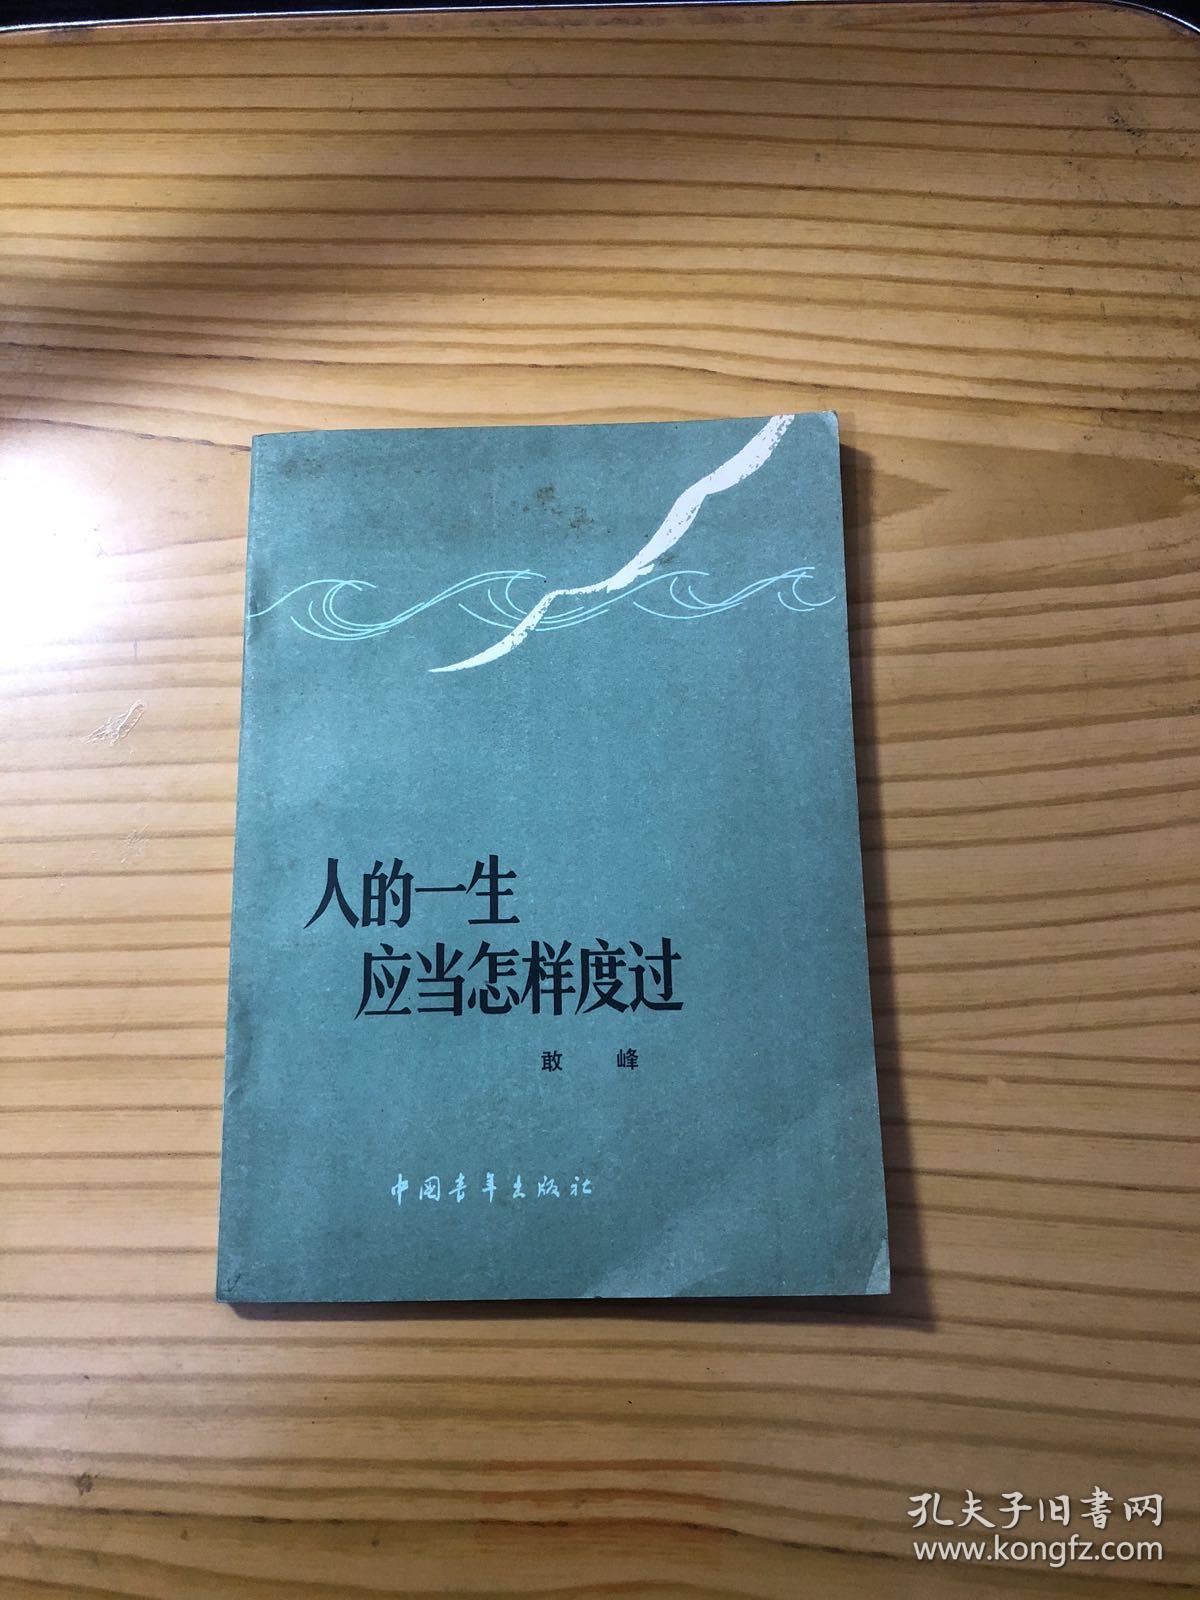 人的一生
应当怎样度过
敢 峰
中国青年出版社
孔夫子旧书网
www.kongfz.com